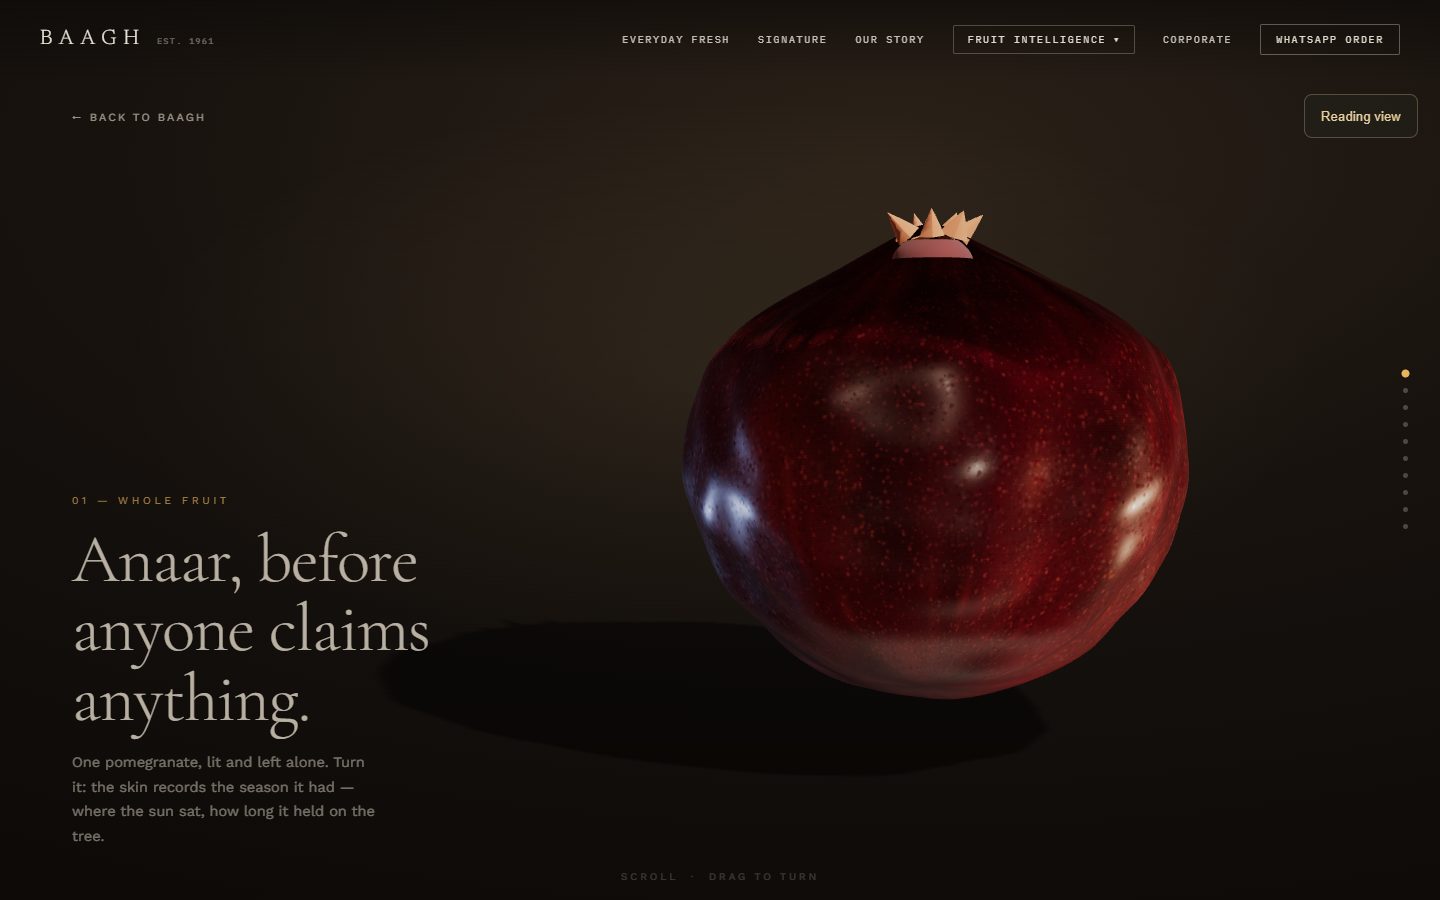 BAAGH EST. 1961
EVERYDAY FRESH SIGNATURE OUR STORY FRUIT INTELLIGENCE ▾ CORPORATE WHATSAPP ORDER
← BACK TO BAAGH
Reading view
01 — WHOLE FRUIT
Anaar, before
anyone claims
anything.
One pomegranate, lit and left alone. Turn
it: the skin records the season it had —
where the sun sat, how long it held on the
tree.
SCROLL · DRAG TO TURN